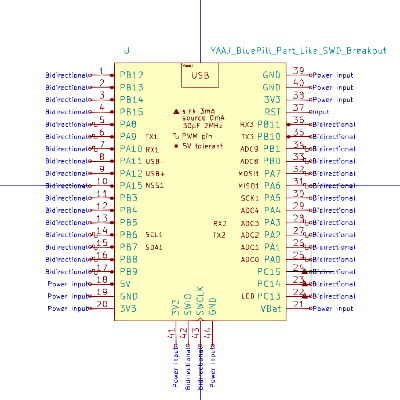 U YAAJ_BluePill_Part_Like_SWD_Breakout
USB
sink 3mA
source 0mA
30pF 2MHz
PWM pin
5V tolerant
Bidirectional 1 PB12
Bidirectional 2 PB13
Bidirectional 3 PB14
Bidirectional 4 PB15
Bidirectional 5 PA8
Bidirectional 6 PA9 TX1
Bidirectional 7 PA10 RX1
Bidirectional 8 PA11 USB-
Bidirectional 9 PA12 USB+
Bidirectional 10 PA15 NSS1
Bidirectional 11 PB3
Bidirectional 12 PB4
Bidirectional 13 PB5
Bidirectional 14 PB6 SCL1
Bidirectional 15 PB7 SDA1
Bidirectional 16 PB8
Bidirectional 17 PB9
Power input 18 5V
Power input 19 GND
Power input 20 3V3
GND 39 Power input
GND 40 Power input
3V3 38 Power input
RST 37 Input
RX3 PB11 36 Bidirectional
TX3 PB10 35 Bidirectional
ADC9 PB1 34 Bidirectional
ADC8 PB0 33 Bidirectional
MOSI1 PA7 32 Bidirectional
MISO1 PA6 31 Bidirectional
SCK1 PA5 30 Bidirectional
ADC4 PA4 29 Bidirectional
RX2 ADC3 PA3 28 Bidirectional
TX2 ADC2 PA2 27 Bidirectional
ADC1 PA1 26 Bidirectional
ADC0 PA0 25 Bidirectional
PC15 24 Bidirectional
PC14 23 Bidirectional
LED PC13 22 Bidirectional
VBat 21 Power input
3V3 41 Power input
SWIO 42 Bidirectional
SWCLK 43 Bidirectional
GND 44 Power input